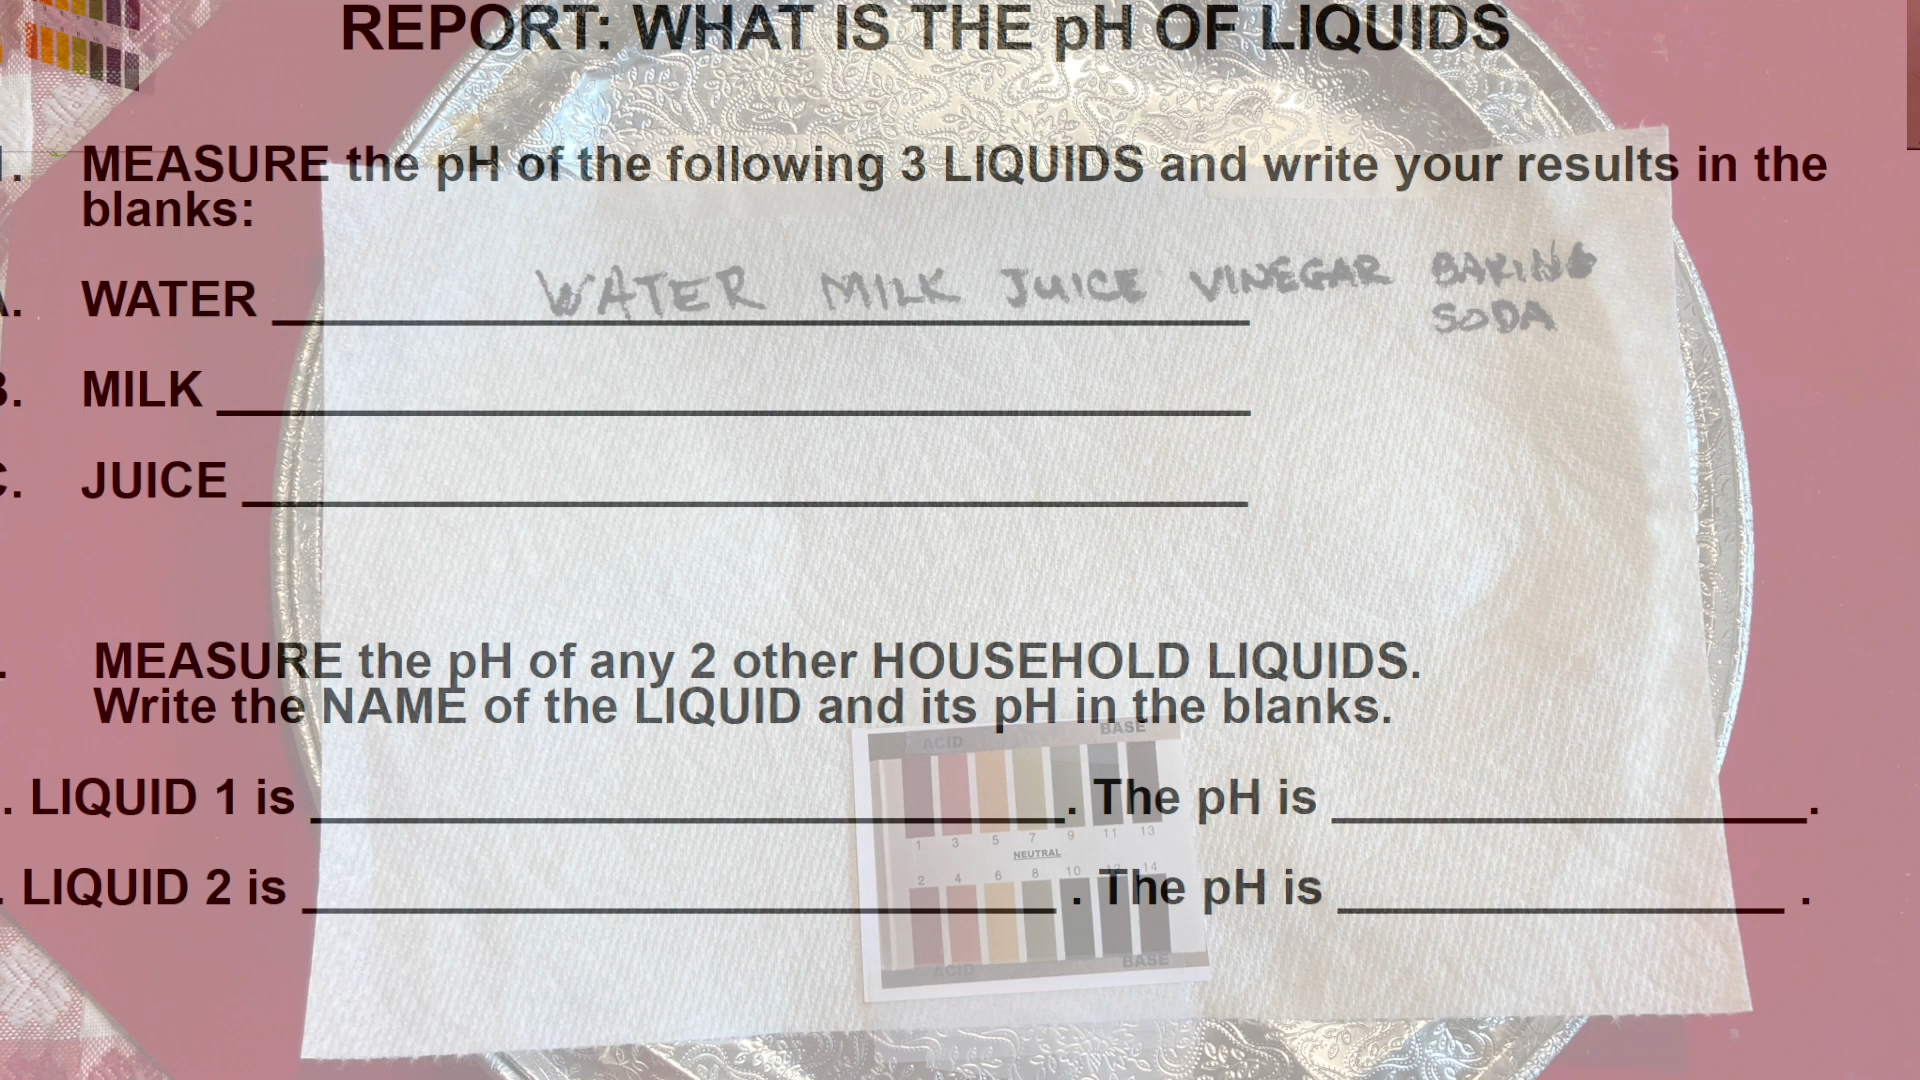 REPORT: WHAT IS THE pH OF LIQUIDS
MEASURE the pH of the following 3 LIQUIDS and write your results in the
blanks:
WATER MILK JUICE VINEGAR BAKING
SODA
WATER
B. MILK
C. JUICE
MEASURE the pH of any 2 other HOUSEHOLD LIQUIDS.
Write the NAME of the LIQUID and its pH in the blanks.
ACID BASE
. LIQUID 1 is . The pH is .
1 3 5 7 9 11 13
NEUTRAL
2 4 6 8 10 12 14
. LIQUID 2 is . The pH is .
ACID BASE